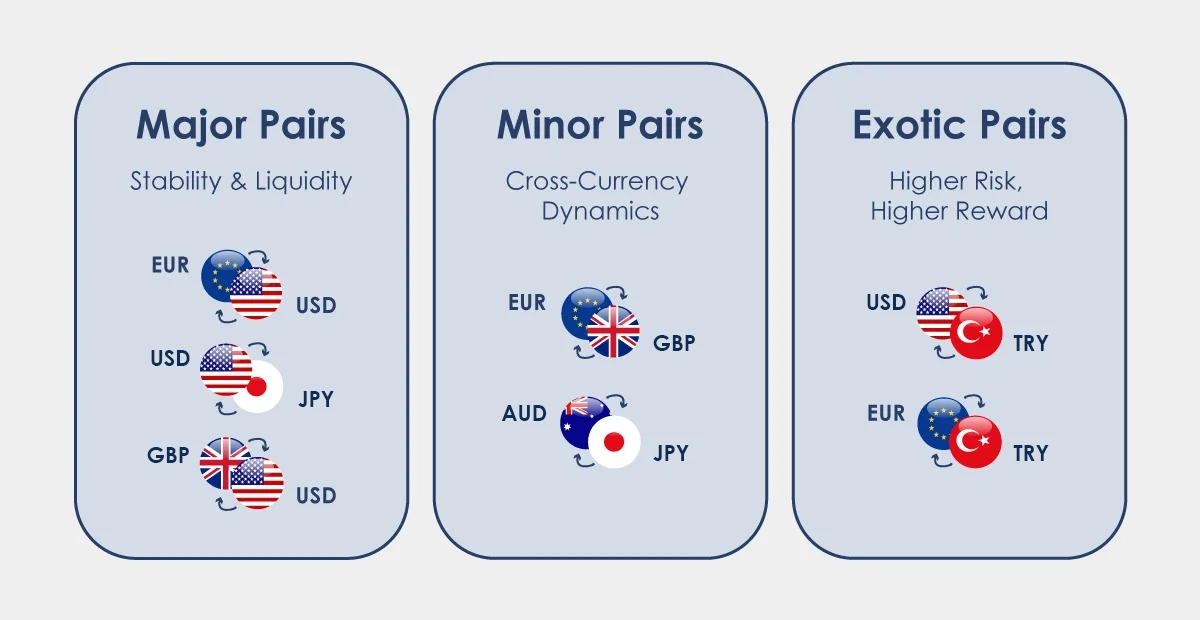 Major Pairs
Stability & Liquidity
EUR
USD
USD
JPY
GBP
USD
Minor Pairs
Cross-Currency
Dynamics
EUR
GBP
AUD
JPY
Exotic Pairs
Higher Risk,
Higher Reward
USD
TRY
EUR
TRY